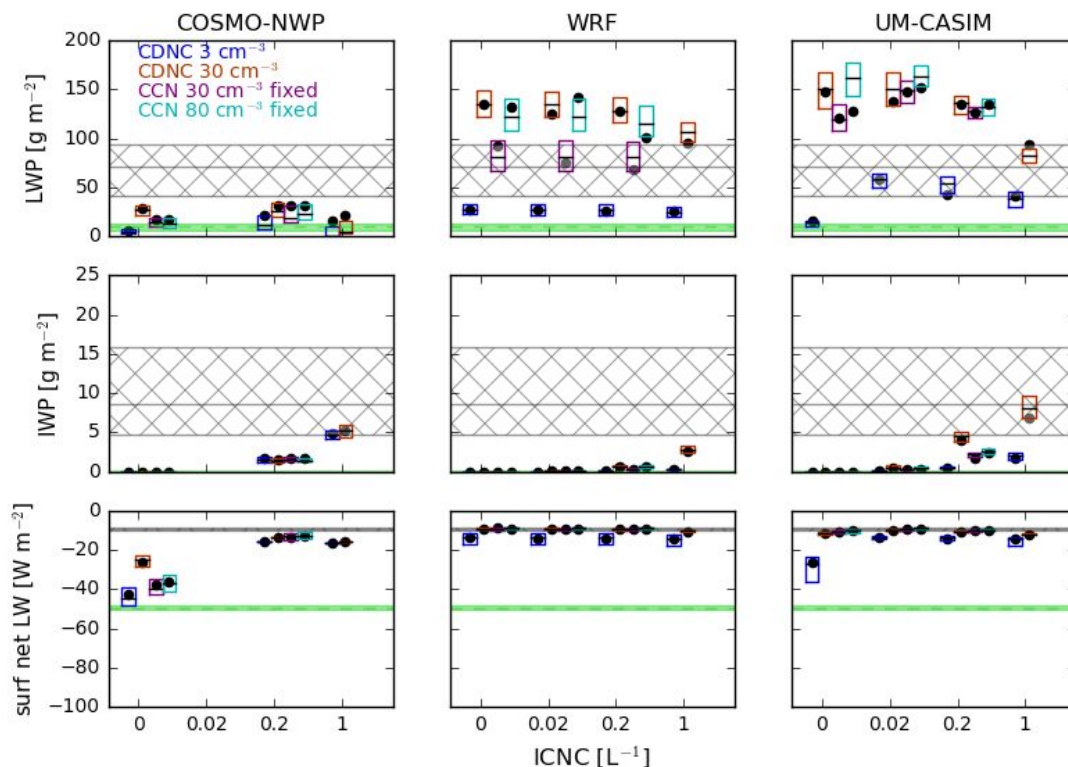 COSMO-NWP WRF UM-CASIM
LWP [g m⁻²]
200
150
100
50
0
CDNC 3 cm⁻³
CDNC 30 cm⁻³
CCN 30 cm⁻³ fixed
CCN 80 cm⁻³ fixed
IWP [g m⁻²]
25
20
15
10
5
0
surf net LW [W m⁻²]
0
−20
−40
−60
−80
−100
0 0.02 0.2 1 0 0.02 0.2 1 0 0.02 0.2 1
ICNC [L⁻¹]